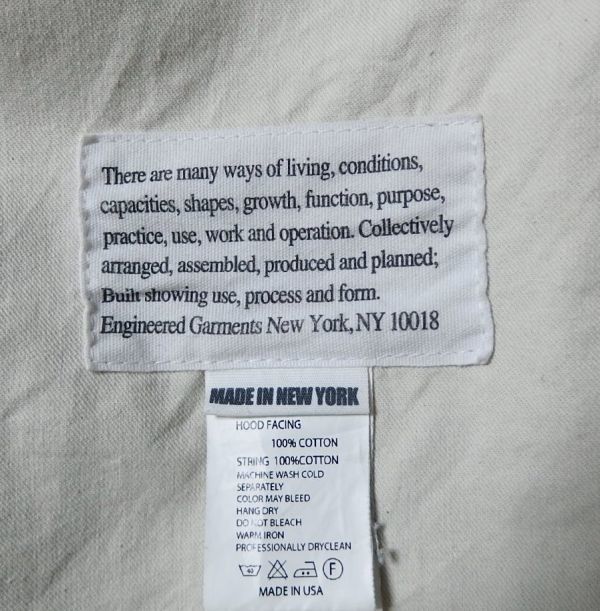 There are many ways of living, conditions,
capacities, shapes, growth, function, purpose,
practice, use, work and operation. Collectively
arranged, assembled, produced and planned;
Built showing use, process and form.
Engineered Garments New York, NY 10018
MADE IN NEW YORK
HOOD FACING
100% COTTON
STRING 100%COTTON
MACHINE WASH COLD
SEPARATELY
COLOR MAY BLEED
HANG DRY
DO NOT BLEACH
WARM IRON
PROFESSIONALLY DRYCLEAN
40 F
MADE IN USA